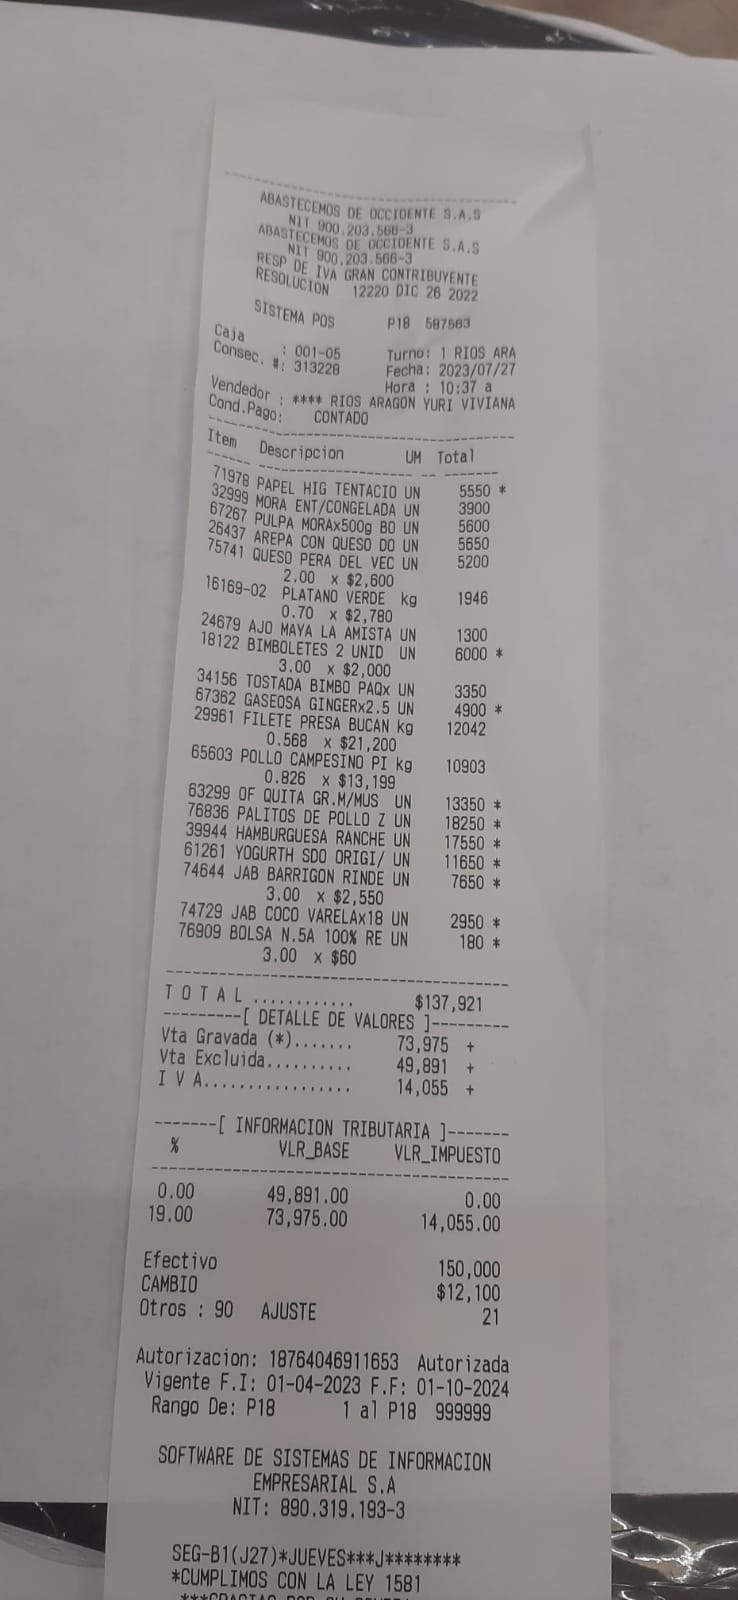 ABASTECEMOS DE OCCIDENTE S.A.S
NIT 900.203.566-3
ABASTECEMOS DE OCCIDENTE S.A.S
NIT 900.203.566-3
RESP DE IVA GRAN CONTRIBUYENTE
RESOLUCION 12220 DIC 26 2022
SISTEMA POS P18 587563
Caja : 001-05 Turno: 1 RIOS ARA
Consec. #: 313228 Fecha: 2023/07/27
Hora : 10:37 a
Vendedor : **** RIOS ARAGON YURI VIVIANA
Cond.Pago: CONTADO
Item Descripcion UM Total
71978 PAPEL HIG TENTACIO UN 5550 *
32999 MORA ENT/CONGELADA UN 3900
67267 PULPA MORAx500g BO UN 5600
26437 AREPA CON QUESO DO UN 5650
75741 QUESO PERA DEL VEC UN 5200
2.00 x $2,600
16169-02 PLATANO VERDE kg 1946
0.70 x $2,780
24679 AJO MAYA LA AMISTA UN 1300
18122 BIMBOLETES 2 UNID UN 6000 *
3.00 x $2,000
34156 TOSTADA BIMBO PAQx UN 3350
67362 GASEOSA GINGERx2.5 UN 4900 *
29961 FILETE PRESA BUCAN kg 12042
0.568 x $21,200
65603 POLLO CAMPESINO PI kg 10903
0.826 x $13,199
63299 OF QUITA GR.M/MUS UN 13350 *
76836 PALITOS DE POLLO Z UN 18250 *
39944 HAMBURGUESA RANCHE UN 17550 *
61261 YOGURTH SDO ORIGI/ UN 11650 *
74644 JAB BARRIGON RINDE UN 7650 *
3.00 x $2,550
74729 JAB COCO VARELAx18 UN 2950 *
76909 BOLSA N.5A 100% RE UN 180 *
3.00 x $60
T O T A L ............ $137,921
---------[ DETALLE DE VALORES ]---------
Vta Gravada (*)....... 73,975 +
Vta Excluida.......... 49,891 +
I V A................. 14,055 +
-------[ INFORMACION TRIBUTARIA ]-------
% VLR_BASE VLR_IMPUESTO
0.00 49,891.00 0.00
19.00 73,975.00 14,055.00
Efectivo 150,000
CAMBIO $12,100
Otros : 90 AJUSTE 21
Autorizacion: 18764046911653 Autorizada
Vigente F.I: 01-04-2023 F.F: 01-10-2024
Rango De: P18 1 al P18 999999
SOFTWARE DE SISTEMAS DE INFORMACION
EMPRESARIAL S.A
NIT: 890.319.193-3
SEG-B1(J27)*JUEVES***J********
*CUMPLIMOS CON LA LEY 1581